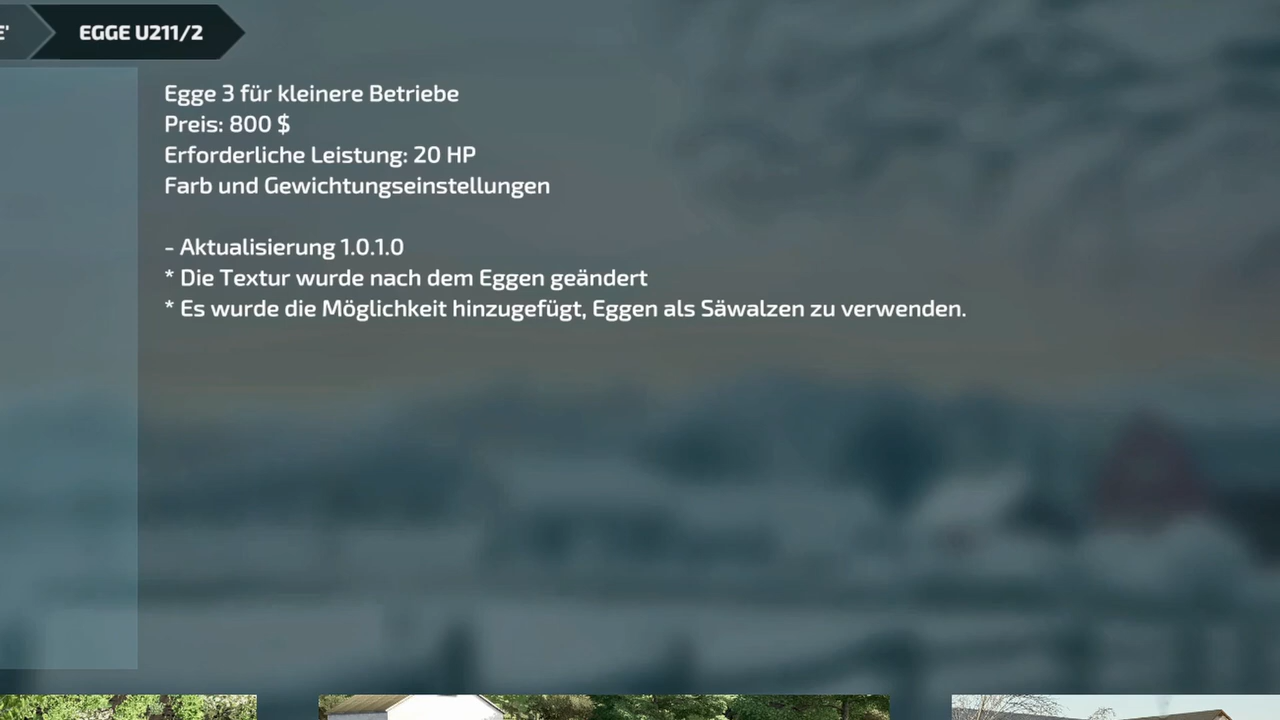 E'
EGGE U211/2
Egge 3 für kleinere Betriebe
Preis: 800 $
Erforderliche Leistung: 20 HP
Farb und Gewichtungseinstellungen
- Aktualisierung 1.0.1.0
* Die Textur wurde nach dem Eggen geändert
* Es wurde die Möglichkeit hinzugefügt, Eggen als Säwalzen zu verwenden.